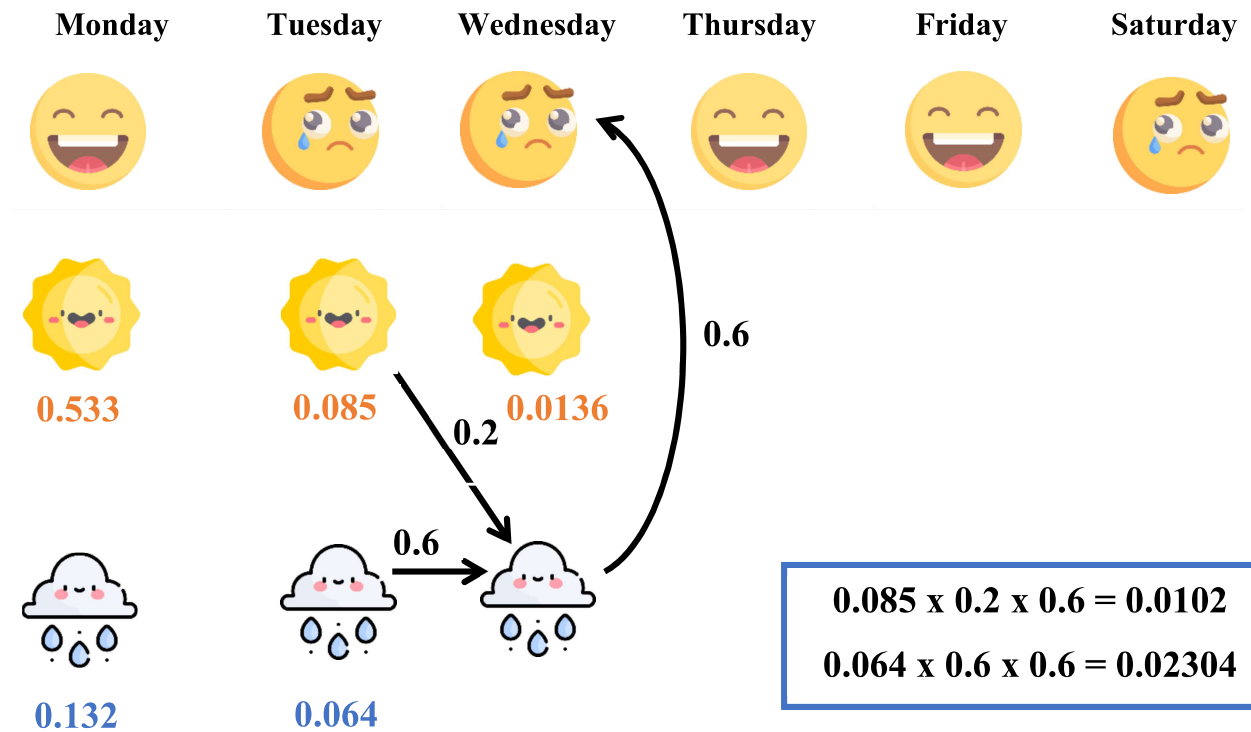 Monday Tuesday Wednesday Thursday Friday Saturday
0.6
0.533 0.085 0.0136
0.2
0.6
0.085 x 0.2 x 0.6 = 0.0102
0.064 x 0.6 x 0.6 = 0.02304
0.132 0.064